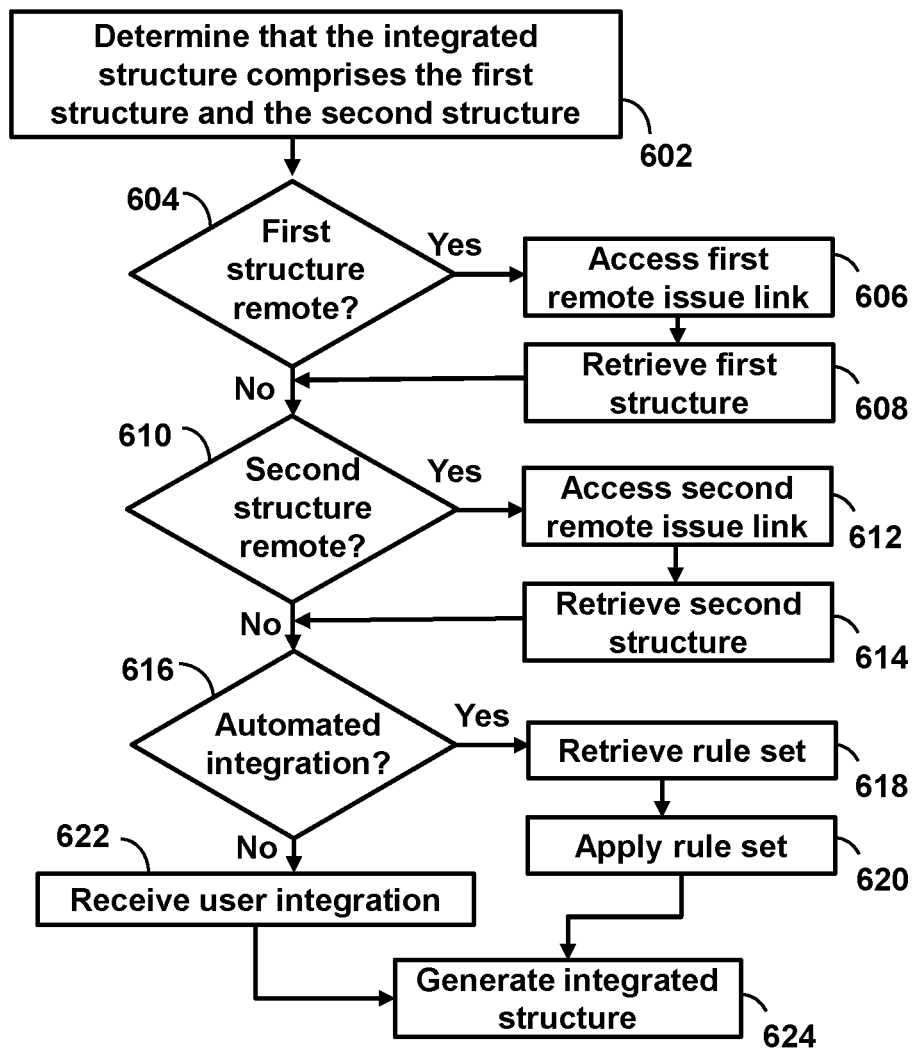 Determine that the integrated
structure comprises the first
structure and the second structure
602
604
First
structure
remote?
Yes
Access first
remote issue link
606
No
Retrieve first
structure
608
610
Second
structure
remote?
Yes
Access second
remote issue link
612
No
Retrieve second
structure
614
616
Automated
integration?
Yes
Retrieve rule set
618
No
Apply rule set
620
622
Receive user integration
Generate integrated
structure
624